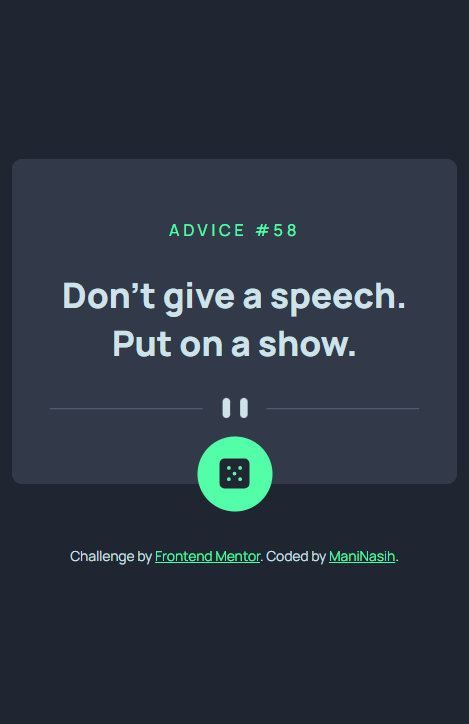 ADVICE #58
Don’t give a speech.
Put on a show.
Challenge by Frontend Mentor. Coded by ManiNasih.